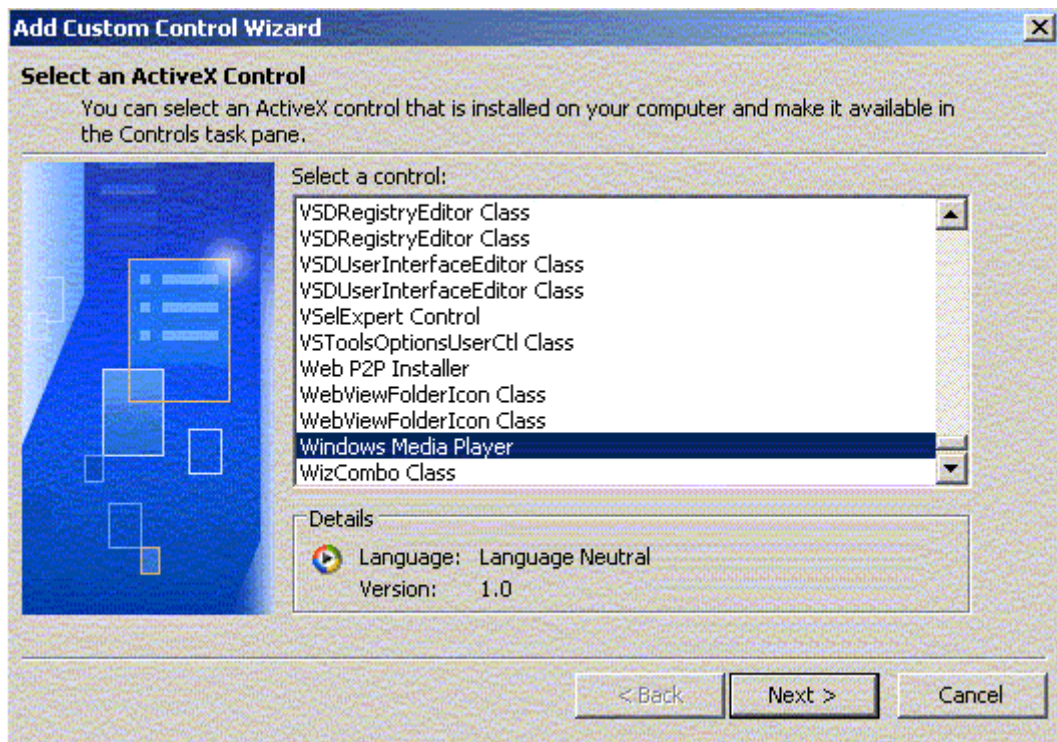 Add Custom Control Wizard
Select an ActiveX Control
You can select an ActiveX control that is installed on your computer and make it available in
the Controls task pane.
Select a control:
VSDRegistryEditor Class
VSDRegistryEditor Class
VSDUserInterfaceEditor Class
VSDUserInterfaceEditor Class
VSelExpert Control
VSToolsOptionsUserCtl Class
Web P2P Installer
WebViewFolderIcon Class
WebViewFolderIcon Class
Windows Media Player
WizCombo Class
Details
Language: Language Neutral
Version: 1.0
< Back Next > Cancel